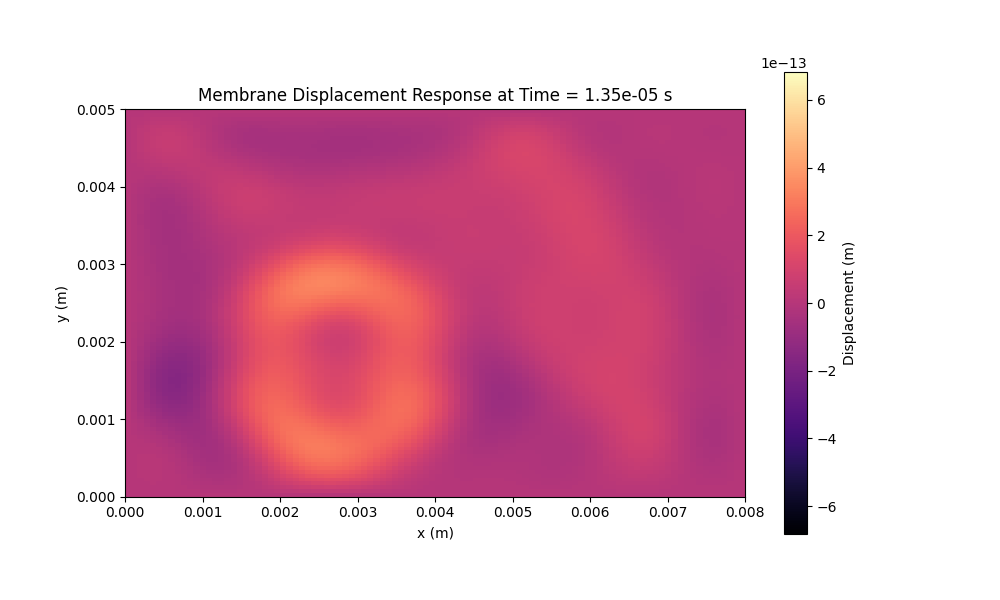 1e−13
Membrane Displacement Response at Time = 1.35e-05 s
0.005
0.004
0.003
0.002
0.001
0.000
y (m)
0.000 0.001 0.002 0.003 0.004 0.005 0.006 0.007 0.008
x (m)
6
4
2
0
−2
−4
−6
Displacement (m)